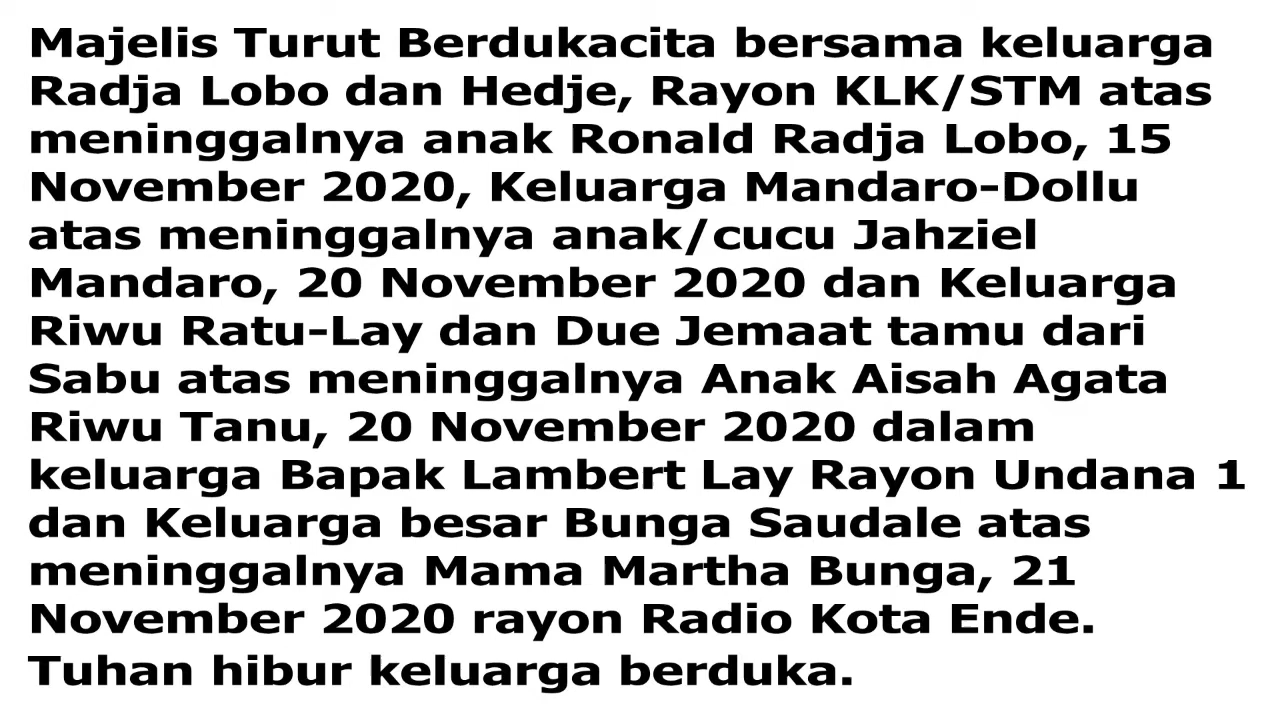 Majelis Turut Berdukacita bersama keluarga
Radja Lobo dan Hedje, Rayon KLK/STM atas
meninggalnya anak Ronald Radja Lobo, 15
November 2020, Keluarga Mandaro-Dollu
atas meninggalnya anak/cucu Jahziel
Mandaro, 20 November 2020 dan Keluarga
Riwu Ratu-Lay dan Due Jemaat tamu dari
Sabu atas meninggalnya Anak Aisah Agata
Riwu Tanu, 20 November 2020 dalam
keluarga Bapak Lambert Lay Rayon Undana 1
dan Keluarga besar Bunga Saudale atas
meninggalnya Mama Martha Bunga, 21
November 2020 rayon Radio Kota Ende.
Tuhan hibur keluarga berduka.